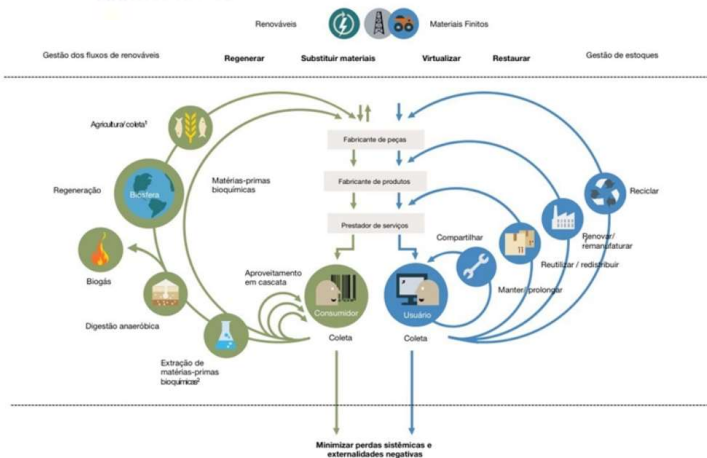 Renováveis
Materiais Finitos
Gestão dos fluxos de renováveis
Regenerar
Substituir materiais
Virtualizar
Restaurar
Gestão de estoques
Agricultura/coleta¹
Fabricante de peças
Regeneração
Biosfera
Matérias-primas
bioquímicas
Fabricante de produtos
Reciclar
Prestador de serviços
Compartilhar
Renovar/
remanufaturar
Reutilizar / redistribuir
Biogás
Aproveitamento
em cascata
Manter/prolongar
Consumidor
Usuário
Digestão anaeróbica
Coleta
Coleta
Extração de
matérias-primas
bioquímicas²
Minimizar perdas sistêmicas e
externalidades negativas